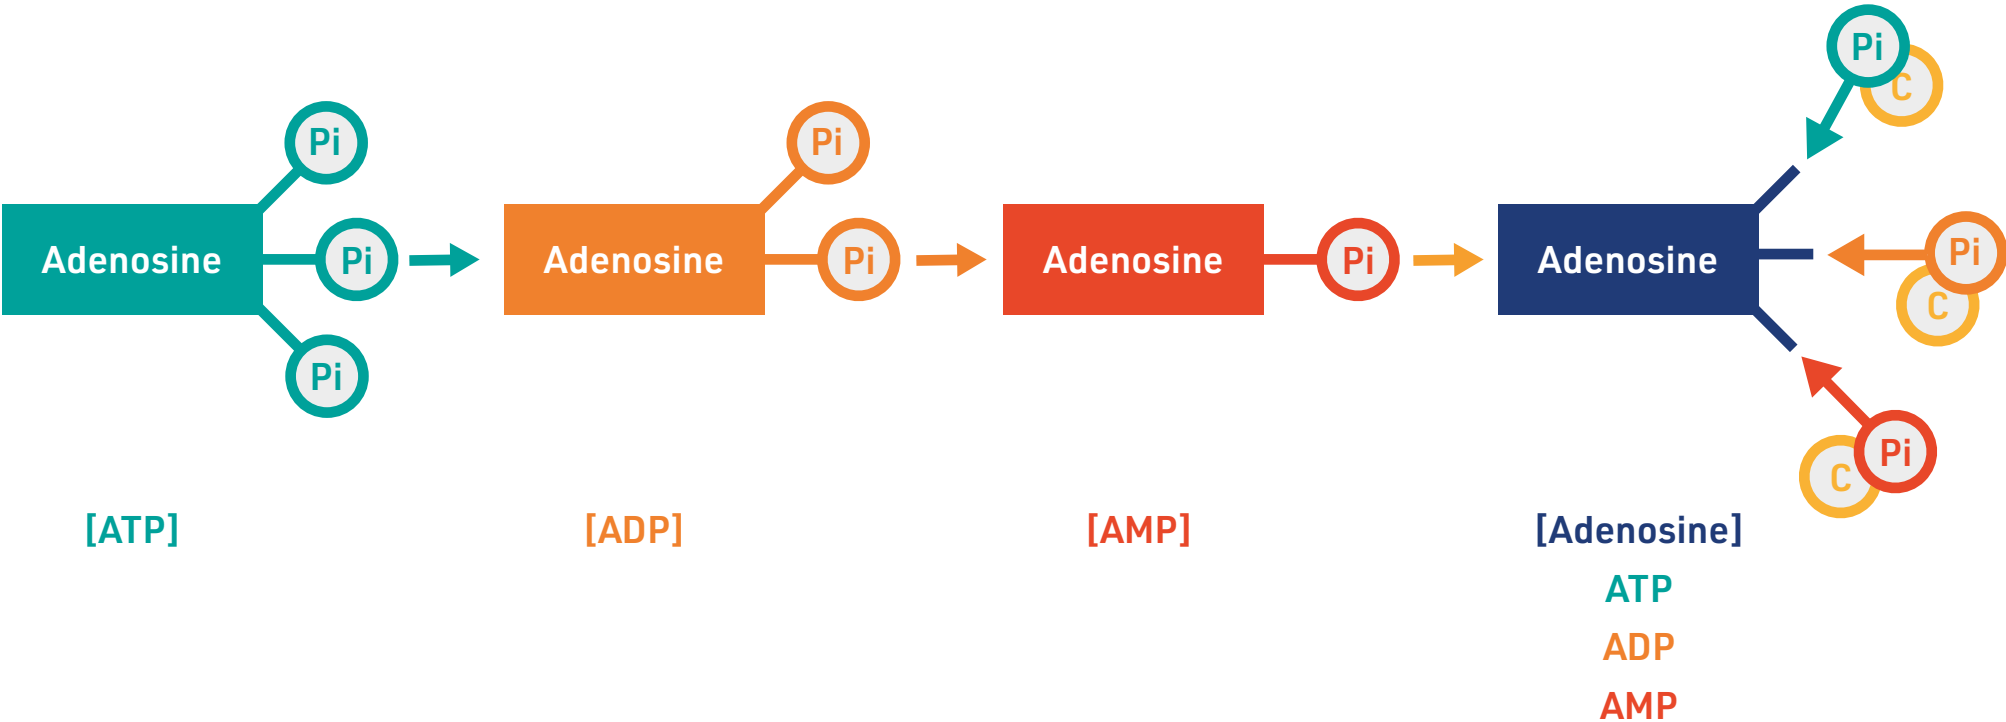 Pi
C
Pi
Pi
Adenosine
Pi
Adenosine
Pi
Adenosine
Pi
Adenosine
Pi
C
Pi
Pi
C
[ATP]
[ADP]
[AMP]
[Adenosine]
ATP
ADP
AMP